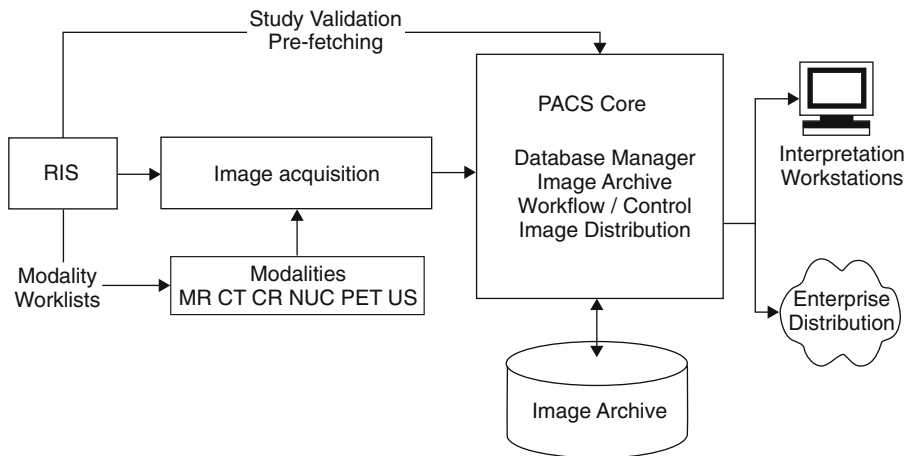 Study Validation
Pre-fetching
PACS Core
Database Manager
Image Archive
Workflow / Control
Image Distribution
RIS
Image acquisition
Modality
Worklists
Modalities
MR CT CR NUC PET US
Interpretation
Workstations
Enterprise
Distribution
Image Archive